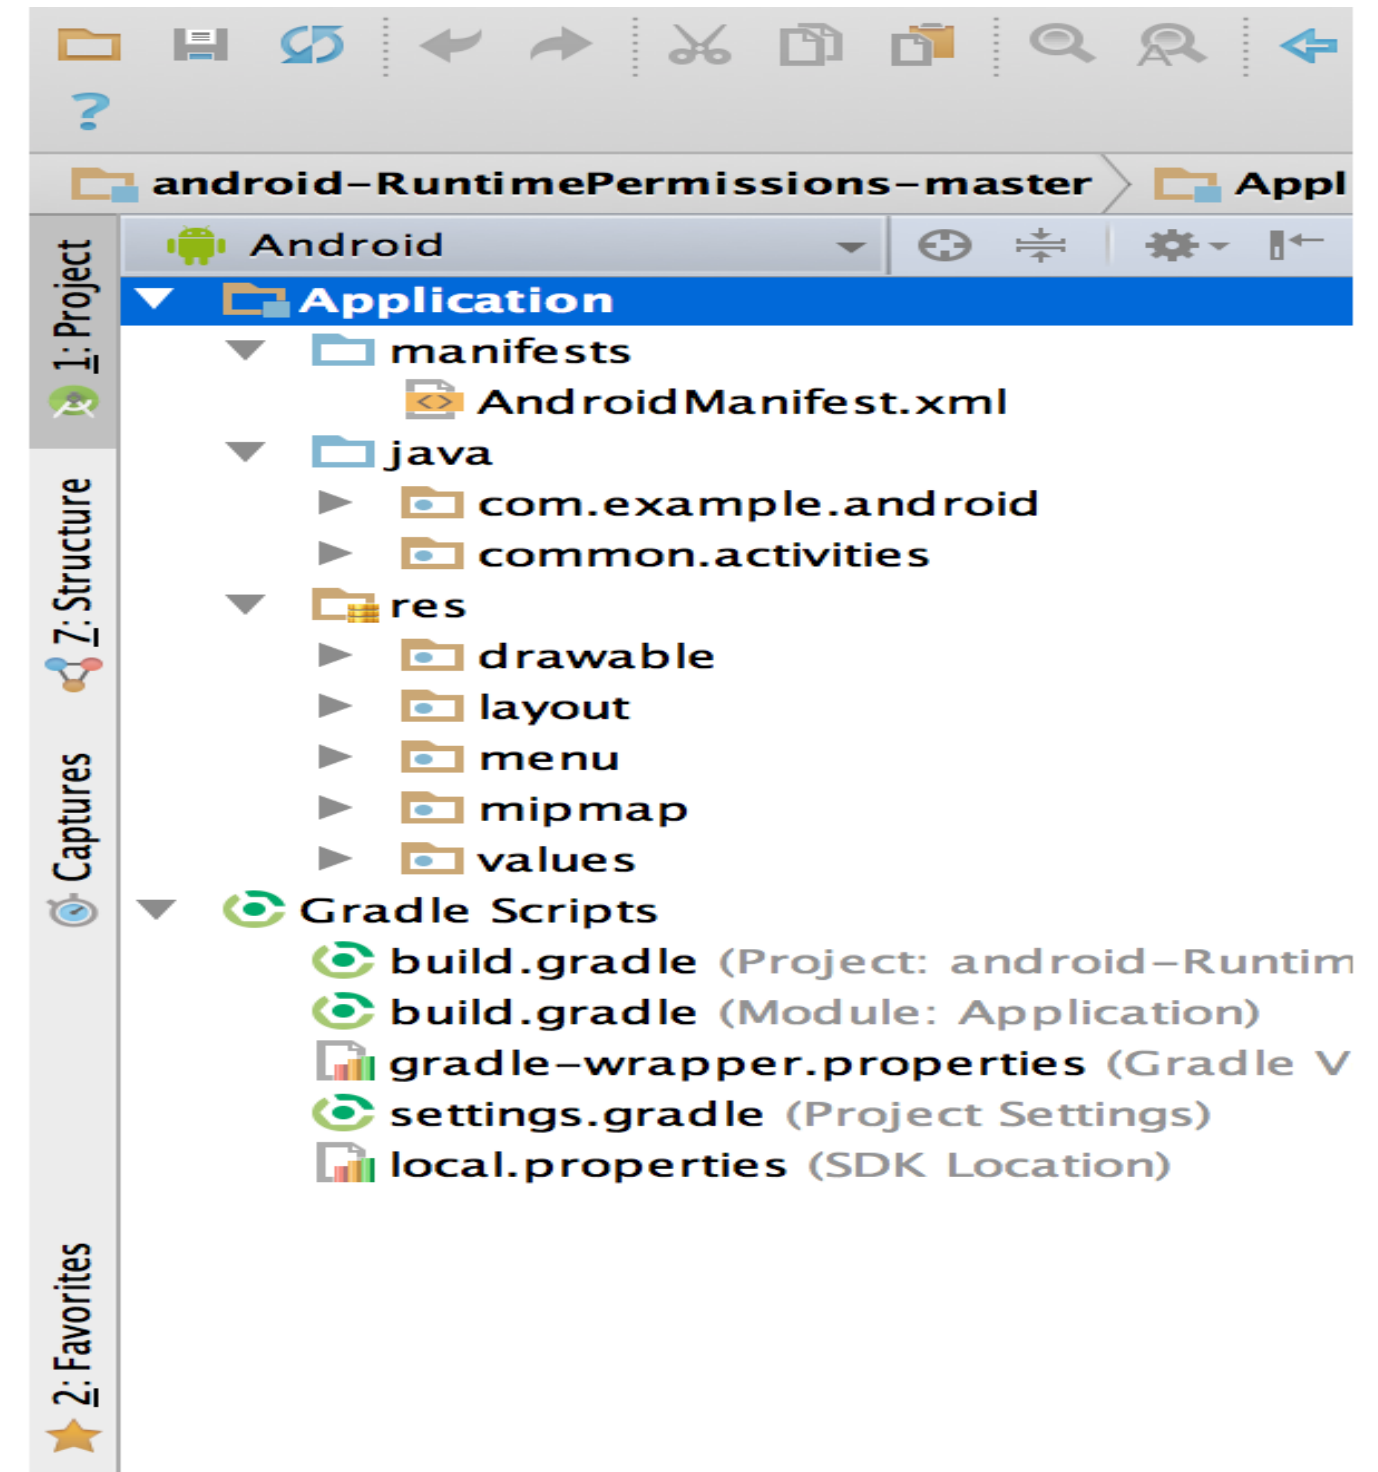 ?
android-RuntimePermissions-master Appl
Android
1: Project
7: Structure
Captures
2: Favorites
Application
manifests
AndroidManifest.xml
java
com.example.android
common.activities
res
drawable
layout
menu
mipmap
values
Gradle Scripts
build.gradle (Project: android-Runtim
build.gradle (Module: Application)
gradle-wrapper.properties (Gradle V
settings.gradle (Project Settings)
local.properties (SDK Location)